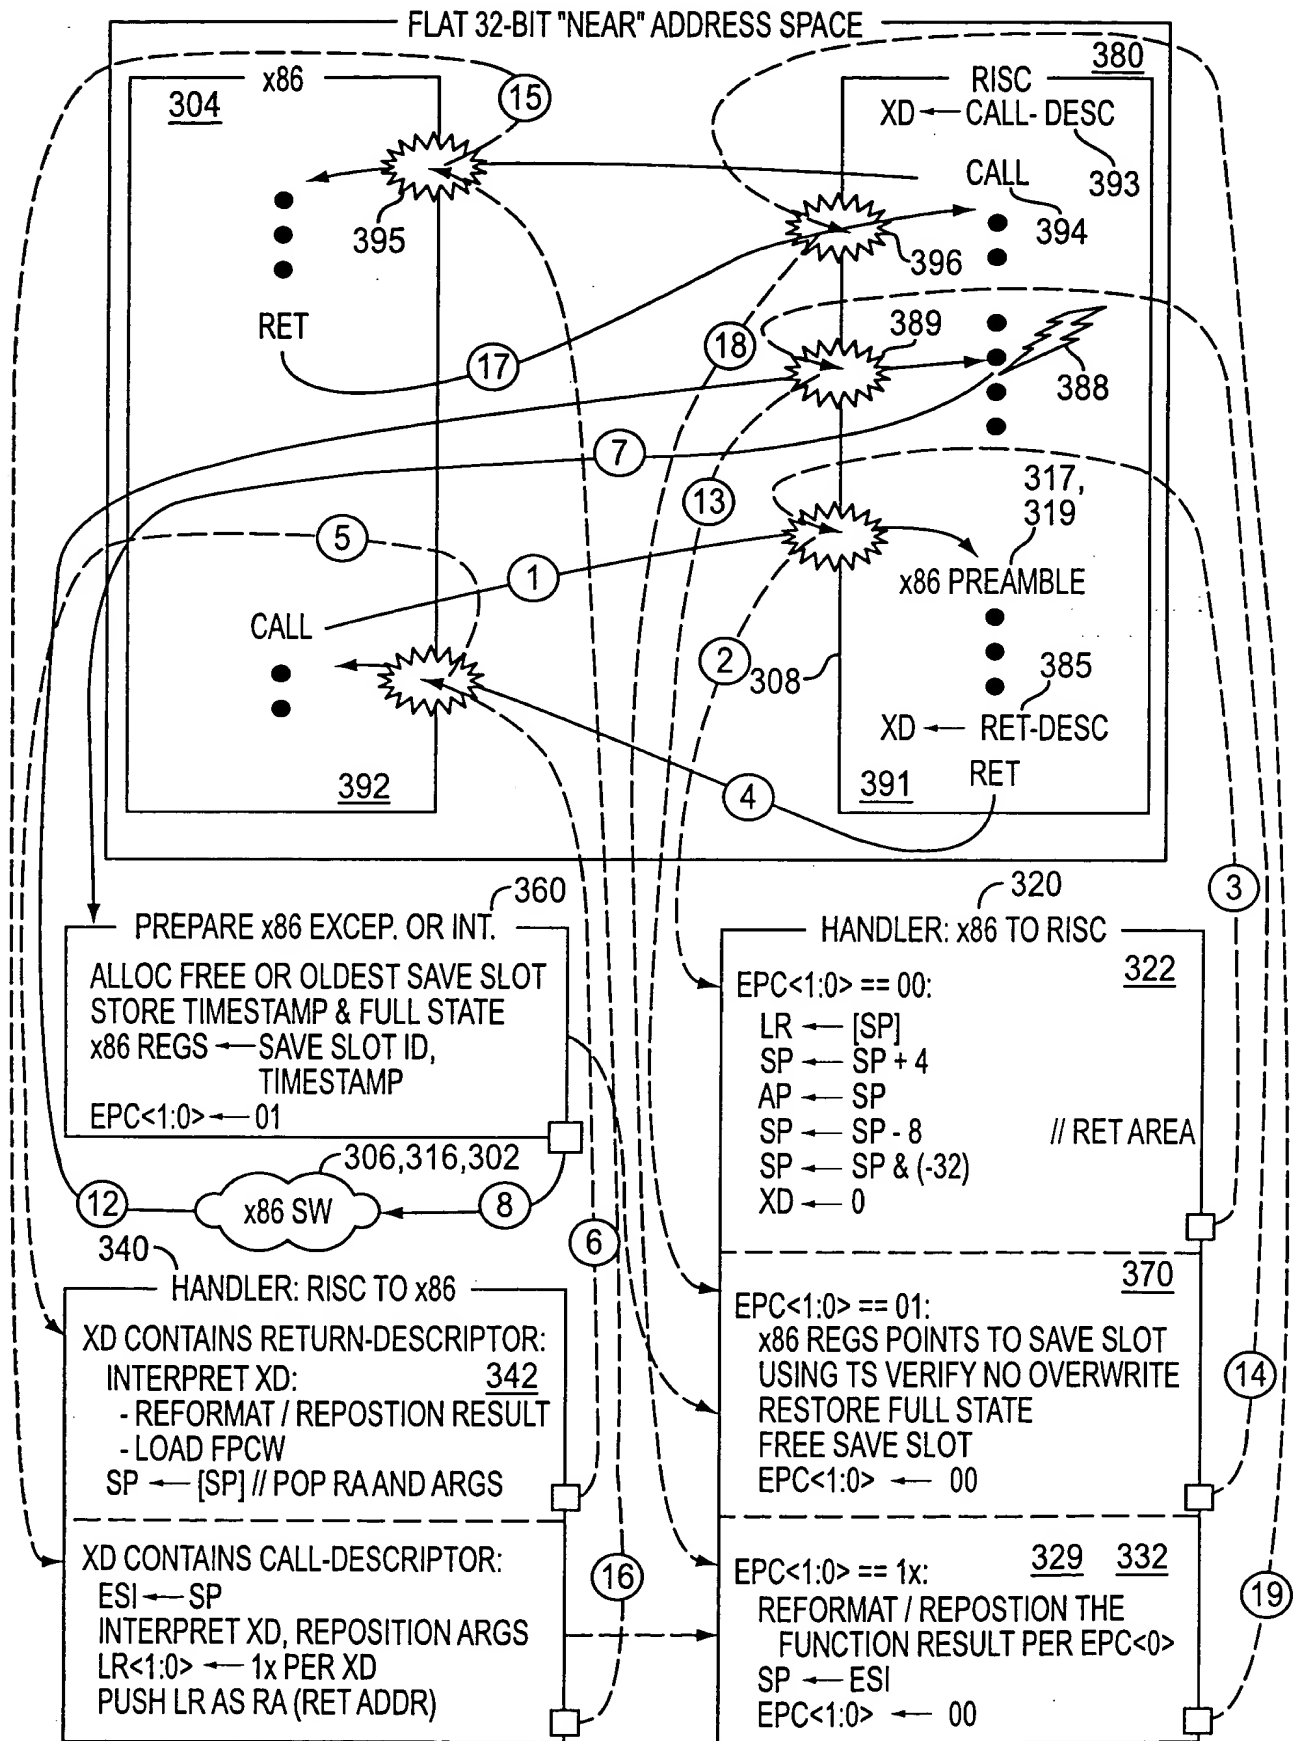 FLAT 32-BIT "NEAR" ADDRESS SPACE
x86
304
15
395
RET
17
RISC
380
XD ← CALL- DESC
393
CALL
394
396
18
389
388
7
13
5
1
317,
319
x86 PREAMBLE
CALL
2
308
385
XD ← RET-DESC
RET
392
391
4
3
360
PREPARE x86 EXCEP. OR INT.
ALLOC FREE OR OLDEST SAVE SLOT
STORE TIMESTAMP & FULL STATE
x86 REGS ← SAVE SLOT ID,
TIMESTAMP
EPC<1:0> ← 01
306,316,302
12
x86 SW
8
6
320
HANDLER: x86 TO RISC
322
EPC<1:0> == 00:
LR ← [SP]
SP ← SP + 4
AP ← SP
SP ← SP - 8 // RET AREA
SP ← SP & (-32)
XD ← 0
370
EPC<1:0> == 01:
x86 REGS POINTS TO SAVE SLOT
USING TS VERIFY NO OVERWRITE
RESTORE FULL STATE
FREE SAVE SLOT
EPC<1:0> ← 00
14
329 332
EPC<1:0> == 1x:
REFORMAT / REPOSTION THE
FUNCTION RESULT PER EPC<0>
SP ← ESI
EPC<1:0> ← 00
19
340
HANDLER: RISC TO x86
XD CONTAINS RETURN-DESCRIPTOR:
INTERPRET XD: 342
- REFORMAT / REPOSTION RESULT
- LOAD FPCW
SP ← [SP] // POP RA AND ARGS
XD CONTAINS CALL-DESCRIPTOR:
ESI ← SP
INTERPRET XD, REPOSITION ARGS
LR<1:0> ← 1x PER XD
PUSH LR AS RA (RET ADDR)
16